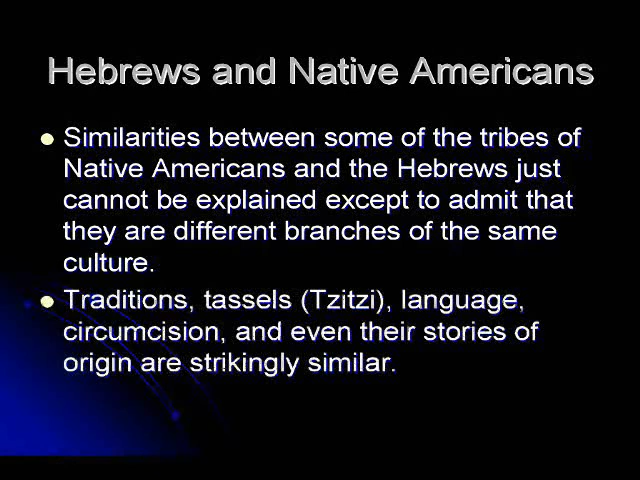 Hebrews and Native Americans
Similarities between some of the tribes of
Native Americans and the Hebrews just
cannot be explained except to admit that
they are different branches of the same
culture.
Traditions, tassels (Tzitzi), language,
circumcision, and even their stories of
origin are strikingly similar.